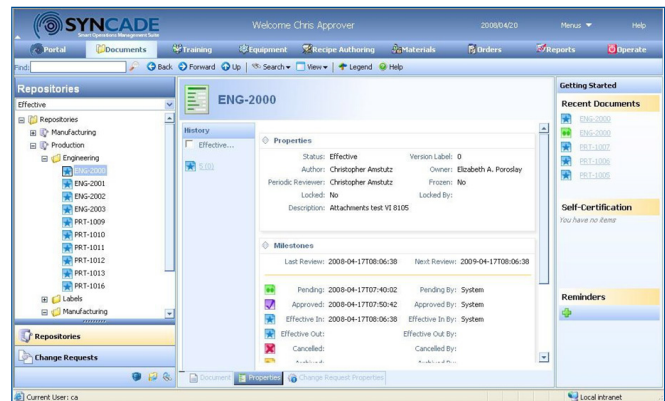 SYNCADE
Smart Operations Management Suite
Welcome Chris Approver
2008/04/20
Menus
Help
Portal
Documents
Training
Equipment
Recipe Authoring
Materials
Orders
Reports
Operate
Find:
Back
Forward
Up
Search
View
Legend
Help
Repositories
Effective
Repositories
Manufacturing
Production
Engineering
ENG-2000
ENG-2001
ENG-2002
ENG-2003
PRT-1009
PRT-1010
PRT-1011
PRT-1012
PRT-1013
PRT-1016
Labels
Manufacturing
Repositories
Change Requests
ENG-2000
History
Effective...
Properties
Status: Effective Version Label: 0
Author: Christopher Amstutz Owner: Elizabeth A. Poroslay
Periodic Reviewer: Christopher Amstutz Frozen: No
Locked: No Locked By:
Description: Attachments test VI 8105
Milestones
Last Review: 2008-04-17T08:06:38 Next Review: 2009-04-17T08:06:38
Pending: 2008-04-17T07:40:02 Pending By: System
Approved: 2008-04-17T07:50:42 Approved By: System
Effective In: 2008-04-17T08:06:38 Effective In By: System
Effective Out: Effective Out By:
Cancelled: Cancelled By:
Document
Properties
Change Request Properties
Getting Started
Recent Documents
ENG-2000
ENG-2000
PRT-1007
PRT-1006
PRT-1005
Self-Certification
You have no items
Reminders
Current User: ca
Local intranet